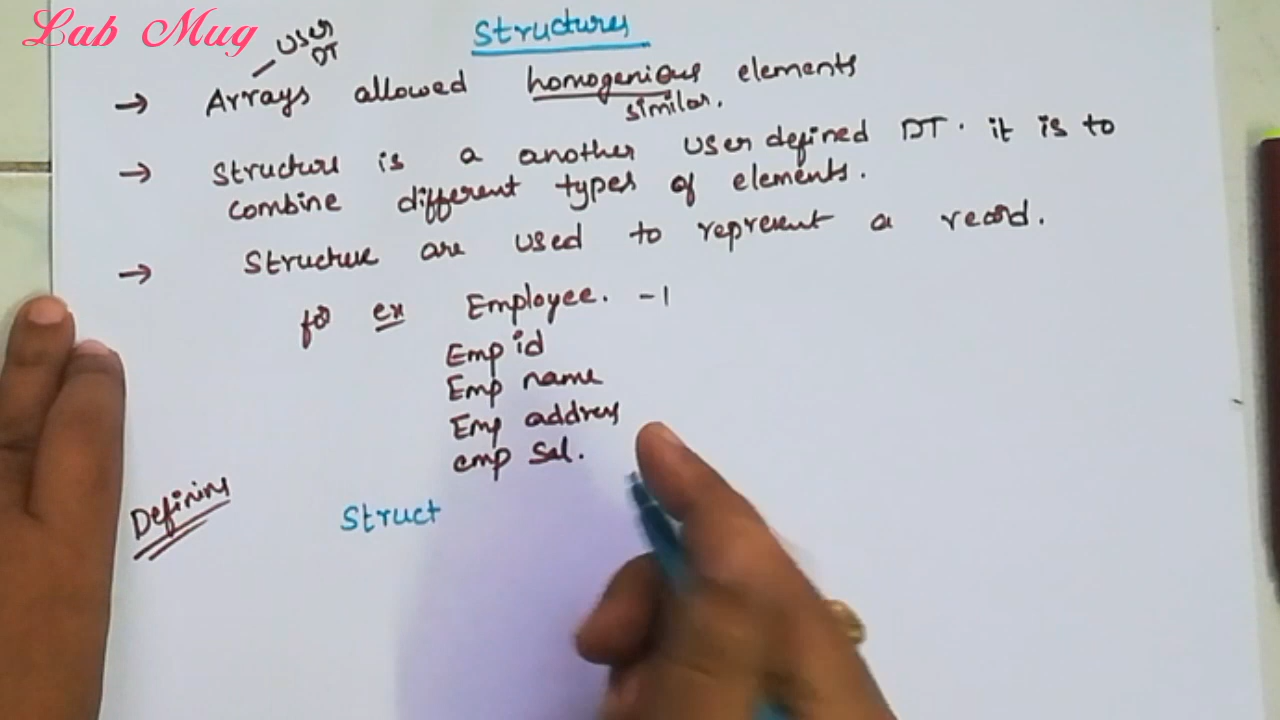 Lab Mug
Structures
User
DT
→ Arrays allowed homogenious elements
similar.
→ Structure is a another user defined DT. it is to
combine different types of elements.
→ Structure are used to represent a record.
for ex Employee. -1
Emp id
Emp name
Emp address
emp sal.
Defining
Struct